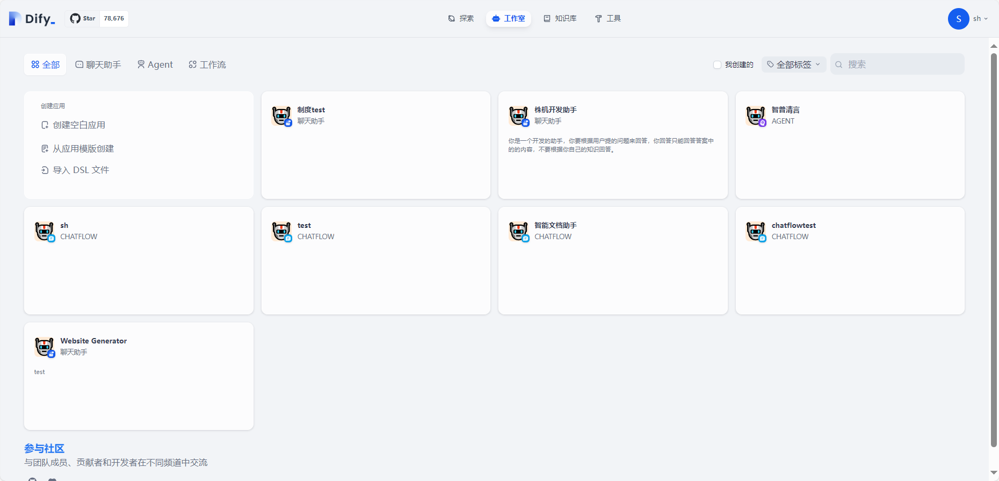 Dify_
Star 78,676
探索 工作室 知识库 工具
S sh
全部 聊天助手 Agent 工作流
我创建的 全部标签 搜索
创建应用
创建空白应用
从应用模版创建
导入 DSL 文件
制度test
聊天助手
株机开发助手
聊天助手
你是一个开发的助手，你要根据用户提的问题来回答，你回答只能回答答案中
的的内容，不要根据你自己的知识回答。
智普清言
AGENT
sh
CHATFLOW
test
CHATFLOW
智能文档助手
CHATFLOW
chatflowtest
CHATFLOW
Website Generator
聊天助手
test
参与社区
与团队成员、贡献者和开发者在不同频道中交流